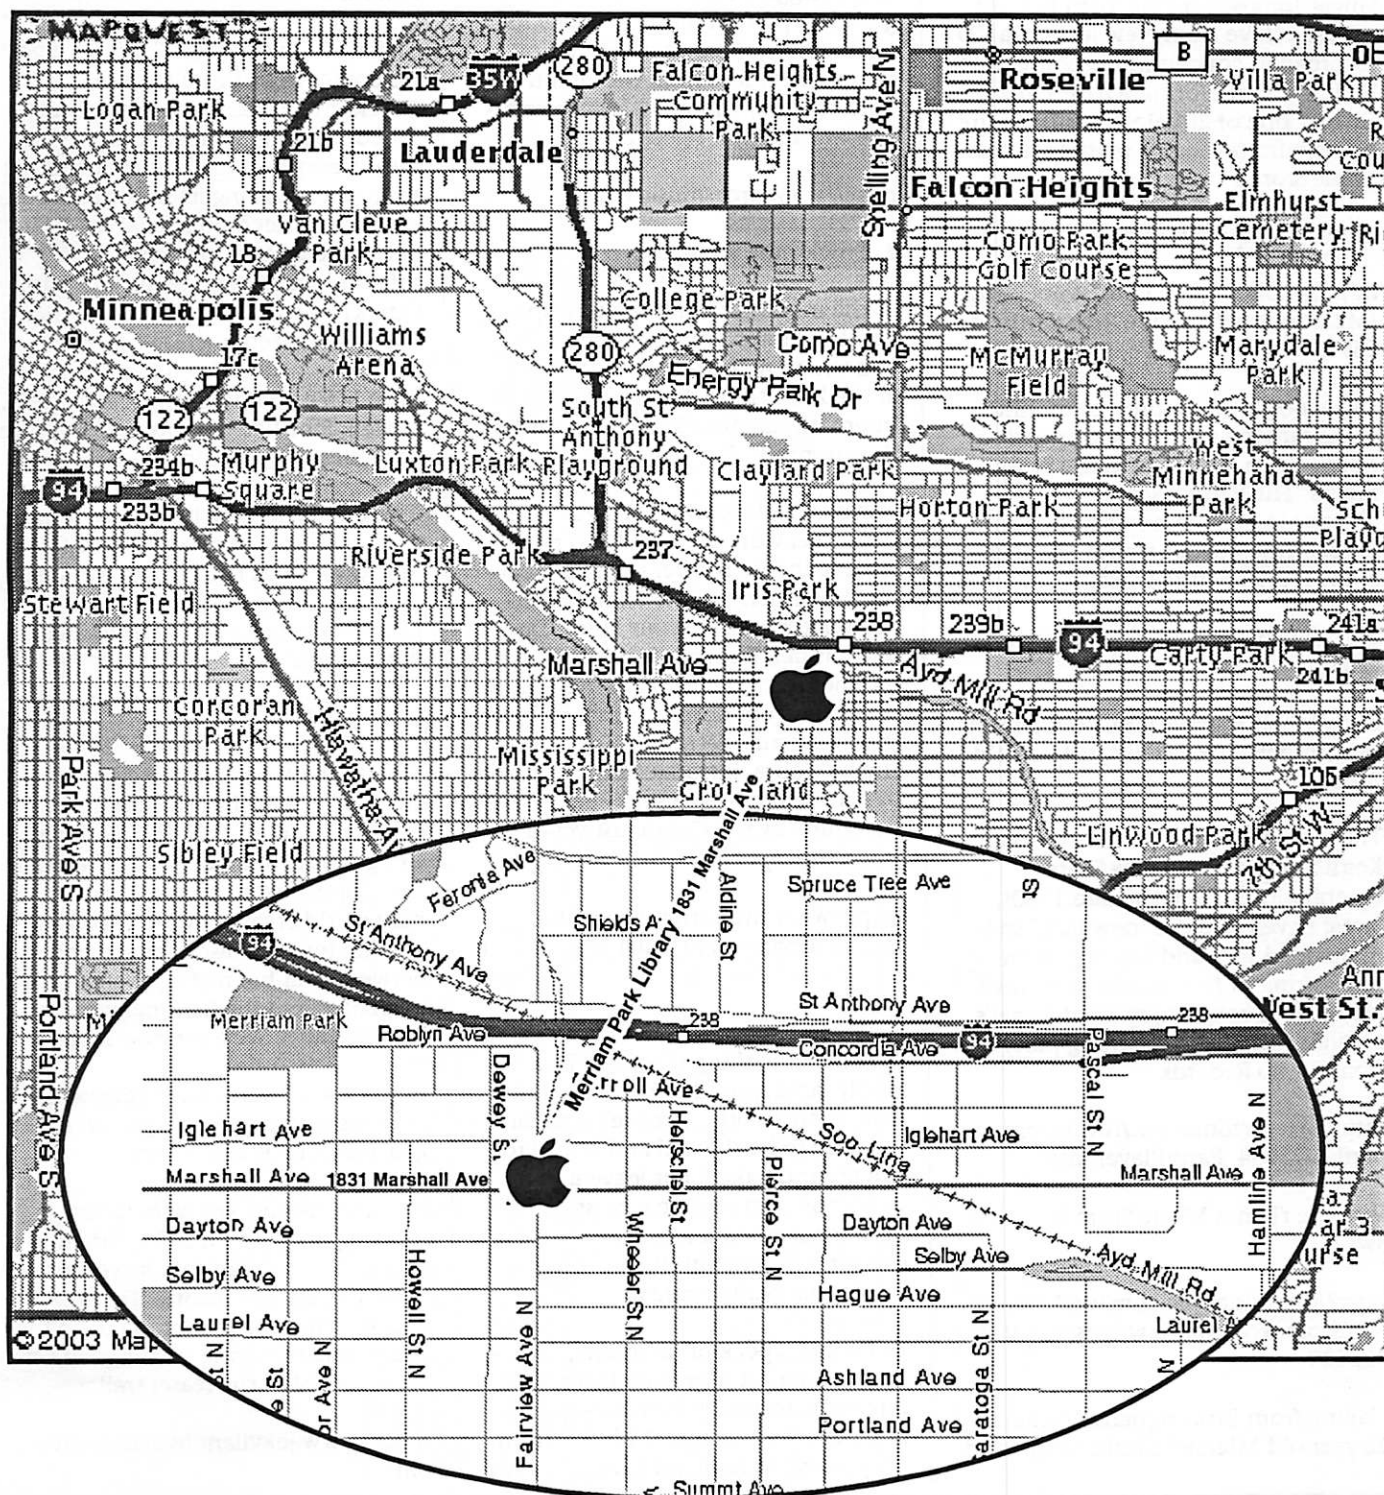 MAPQUEST
21a
35W
280
Falcon Heights
Community
Park
Snelling Ave N
Roseville
B
Villa Park
Logan Park
21b
Lauderdale
Falcon Heights
Elmhurst
Cemetery
Van Cleve
Park
18
Como Park
Golf Course
Minneapolis
College Park
Williams
Arena
17c
280
Como Ave
McMurray
Field
Marydale
Park
Energy Park Dr
122
122
South St
Anthony
Playground
234b
Murphy
Square
Luxton Park
Clayland Park
West
Minnehaha
Park
94
233b
Horton Park
Riverside Park
237
Iris Park
Stewart Field
238
239b
94
241a
Carty Park
241b
Marshall Ave
Ayd Mill Rd
Corcoran
Park
Hiawatha Av
Mississippi
Park
Park Ave S
105
Linwood Park
7th St W
Sibley Field
Merriam Park Library 1831 Marshall Ave
Feronia Ave
Aldine St
Spruce Tree Ave
St
Shields A
St Anthony Ave
94
St Anthony Ave
Portland Ave S
Merriam Park
Roblyn Ave
238
Concordia Ave
94
238
Pascal St N
West St.
Dewey S
rroll Ave
Iglehart Ave
Herschel St
Soo Line
Iglehart Ave
Hamline Ave N
Marshall Ave
1831 Marshall Ave
Marshall Ave
Pierce St N
Dayton Ave
Wheeler St N
Dayton Ave
Selby Ave
Selby Ave
Ayd Mill Rd
Howell St N
Hague Ave
Laurel Ave
Laurel A
Fairview Ave N
Saratoga St N
© 2003 Map
Ashland Ave
Portland Ave
Summit Ave